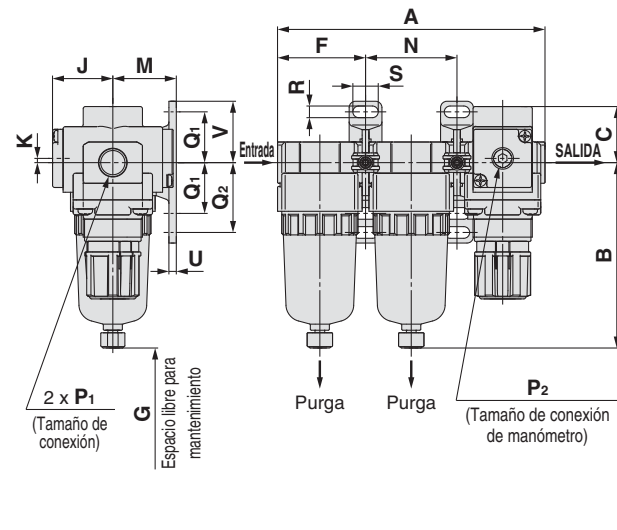 A
J
M
F
N
R
S
K
Q1
V
C
Entrada
SALIDA
Q1
Q2
B
U
2 x P1
(Tamaño de
conexión)
G
Espacio libre para
mantenimiento
Purga
Purga
P2
(Tamaño de conexión
de manómetro)